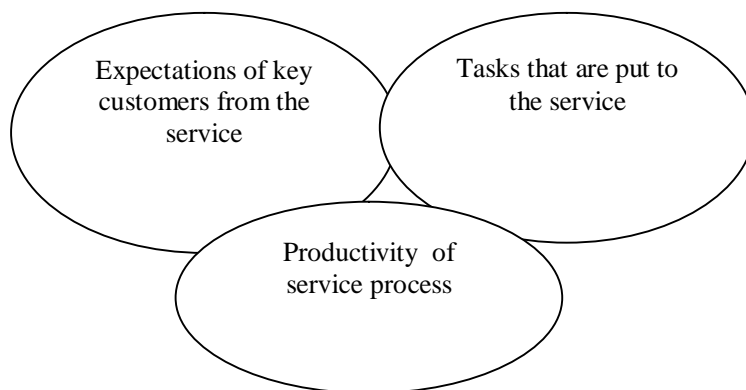 Expectations of key
customers from the
service
Tasks that are put to
the service
Productivity of
service process